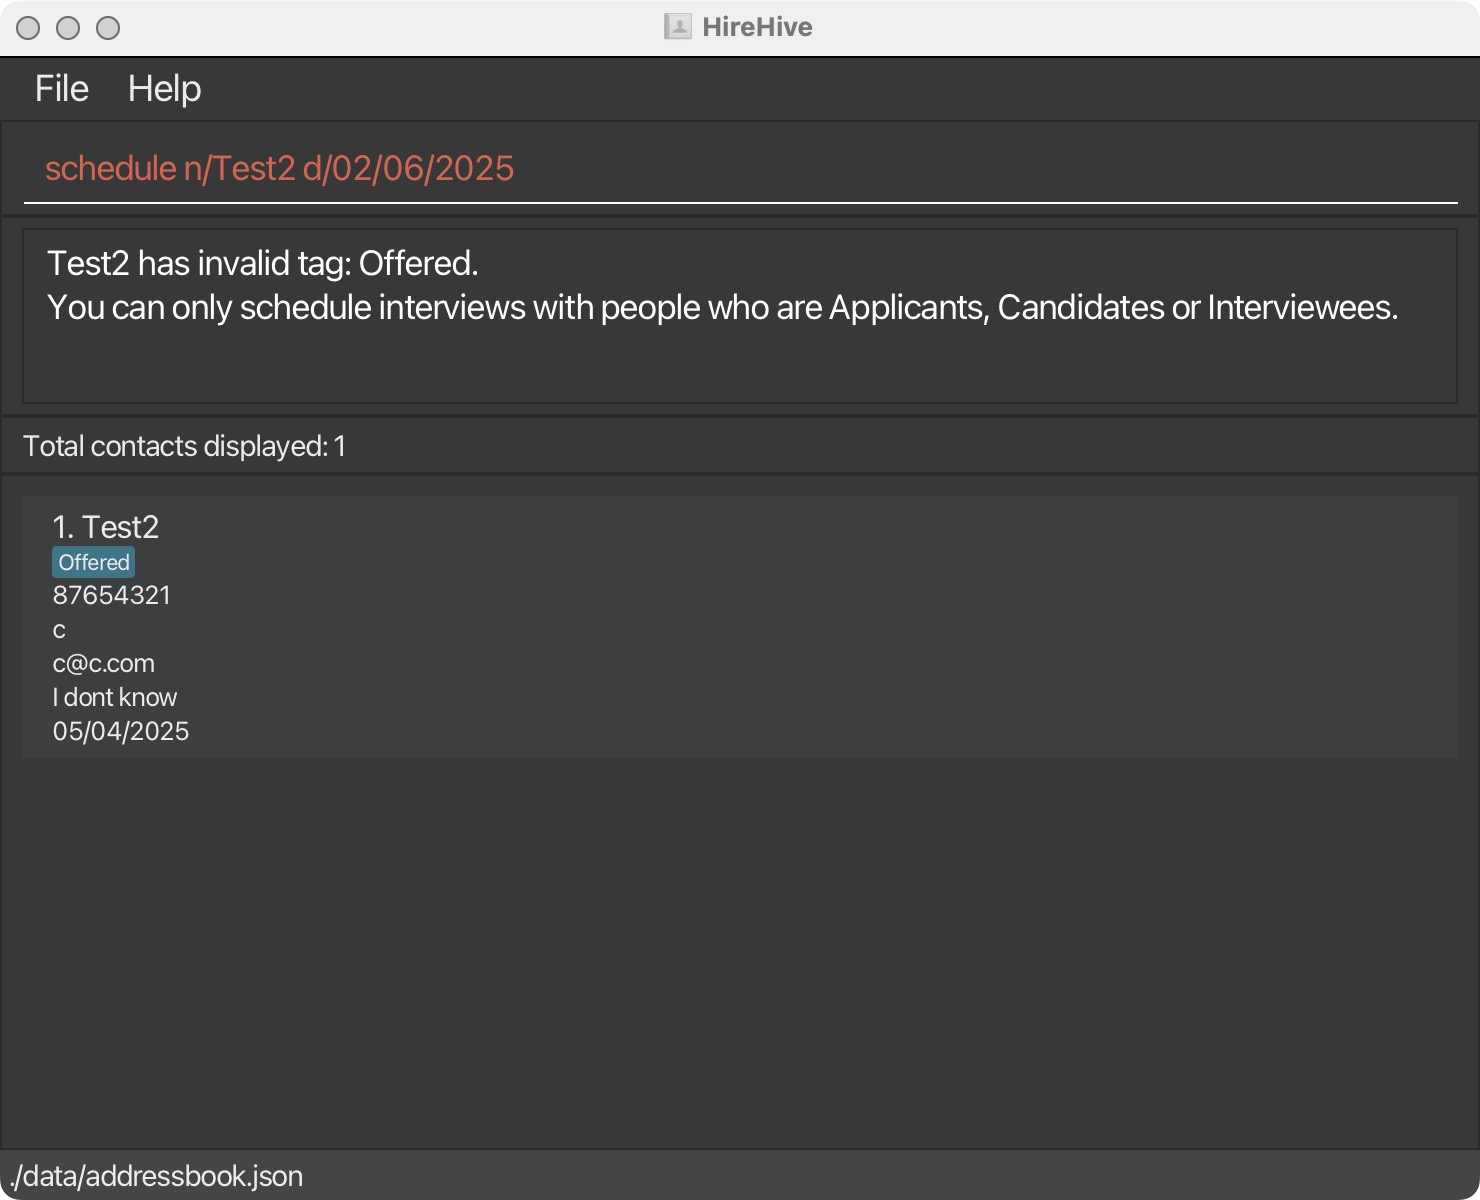 HireHive
File Help
schedule n/Test2 d/02/06/2025
Test2 has invalid tag: Offered.
You can only schedule interviews with people who are Applicants, Candidates or Interviewees.
Total contacts displayed: 1
1. Test2
Offered
87654321
c
c@c.com
I dont know
05/04/2025
./data/addressbook.json